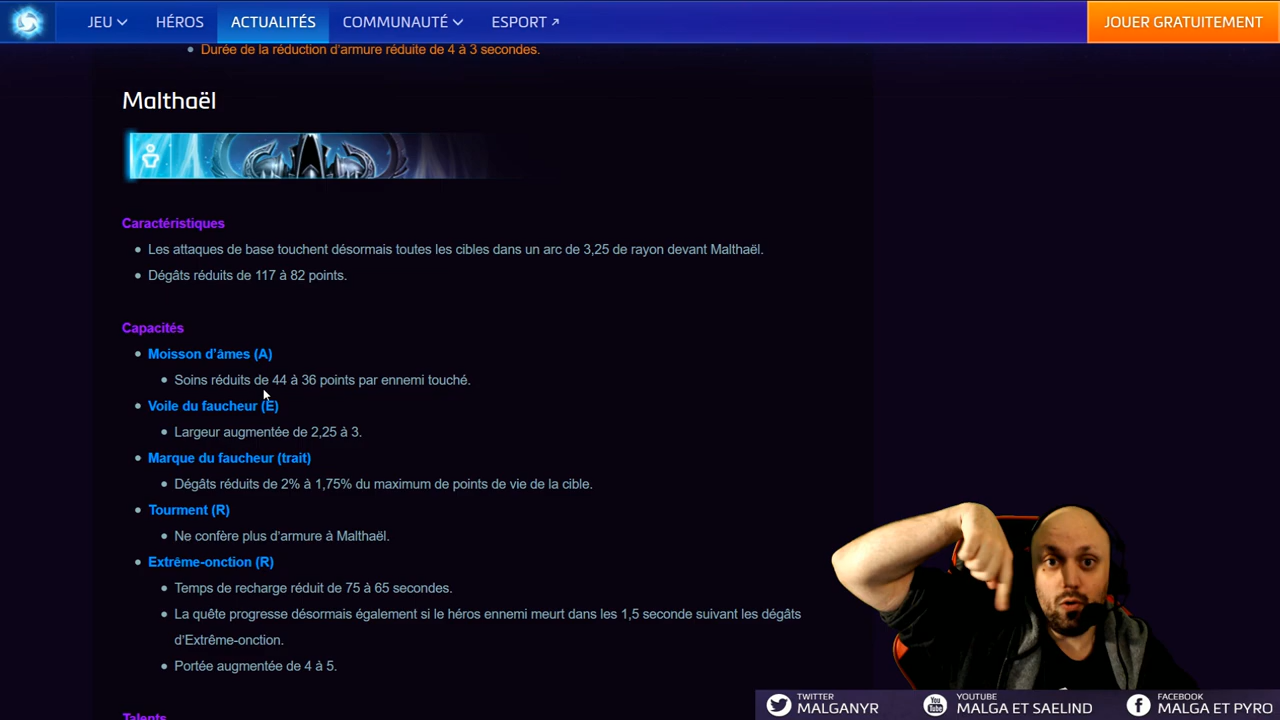 JEU HÉROS ACTUALITÉS COMMUNAUTÉ ESPORT JOUER GRATUITEMENT
Durée de la réduction d'armure réduite de 4 à 3 secondes.
Malthaël
Caractéristiques
Les attaques de base touchent désormais toutes les cibles dans un arc de 3,25 de rayon devant Malthaël.
Dégâts réduits de 117 à 82 points.
Capacités
Moisson d'âmes (A)
Soins réduits de 44 à 36 points par ennemi touché.
Voile du faucheur (E)
Largeur augmentée de 2,25 à 3.
Marque du faucheur (trait)
Dégâts réduits de 2% à 1,75% du maximum de points de vie de la cible.
Tourment (R)
Ne confère plus d'armure à Malthaël.
Extrême-onction (R)
Temps de recharge réduit de 75 à 65 secondes.
La quête progresse désormais également si le héros ennemi meurt dans les 1,5 seconde suivant les dégâts
d'Extrême-onction.
Portée augmentée de 4 à 5.
Talents
TWITTER
MALGANYR
You Tube
YOUTUBE
MALGA ET SAELIND
FACEBOOK
MALGA ET PYRO